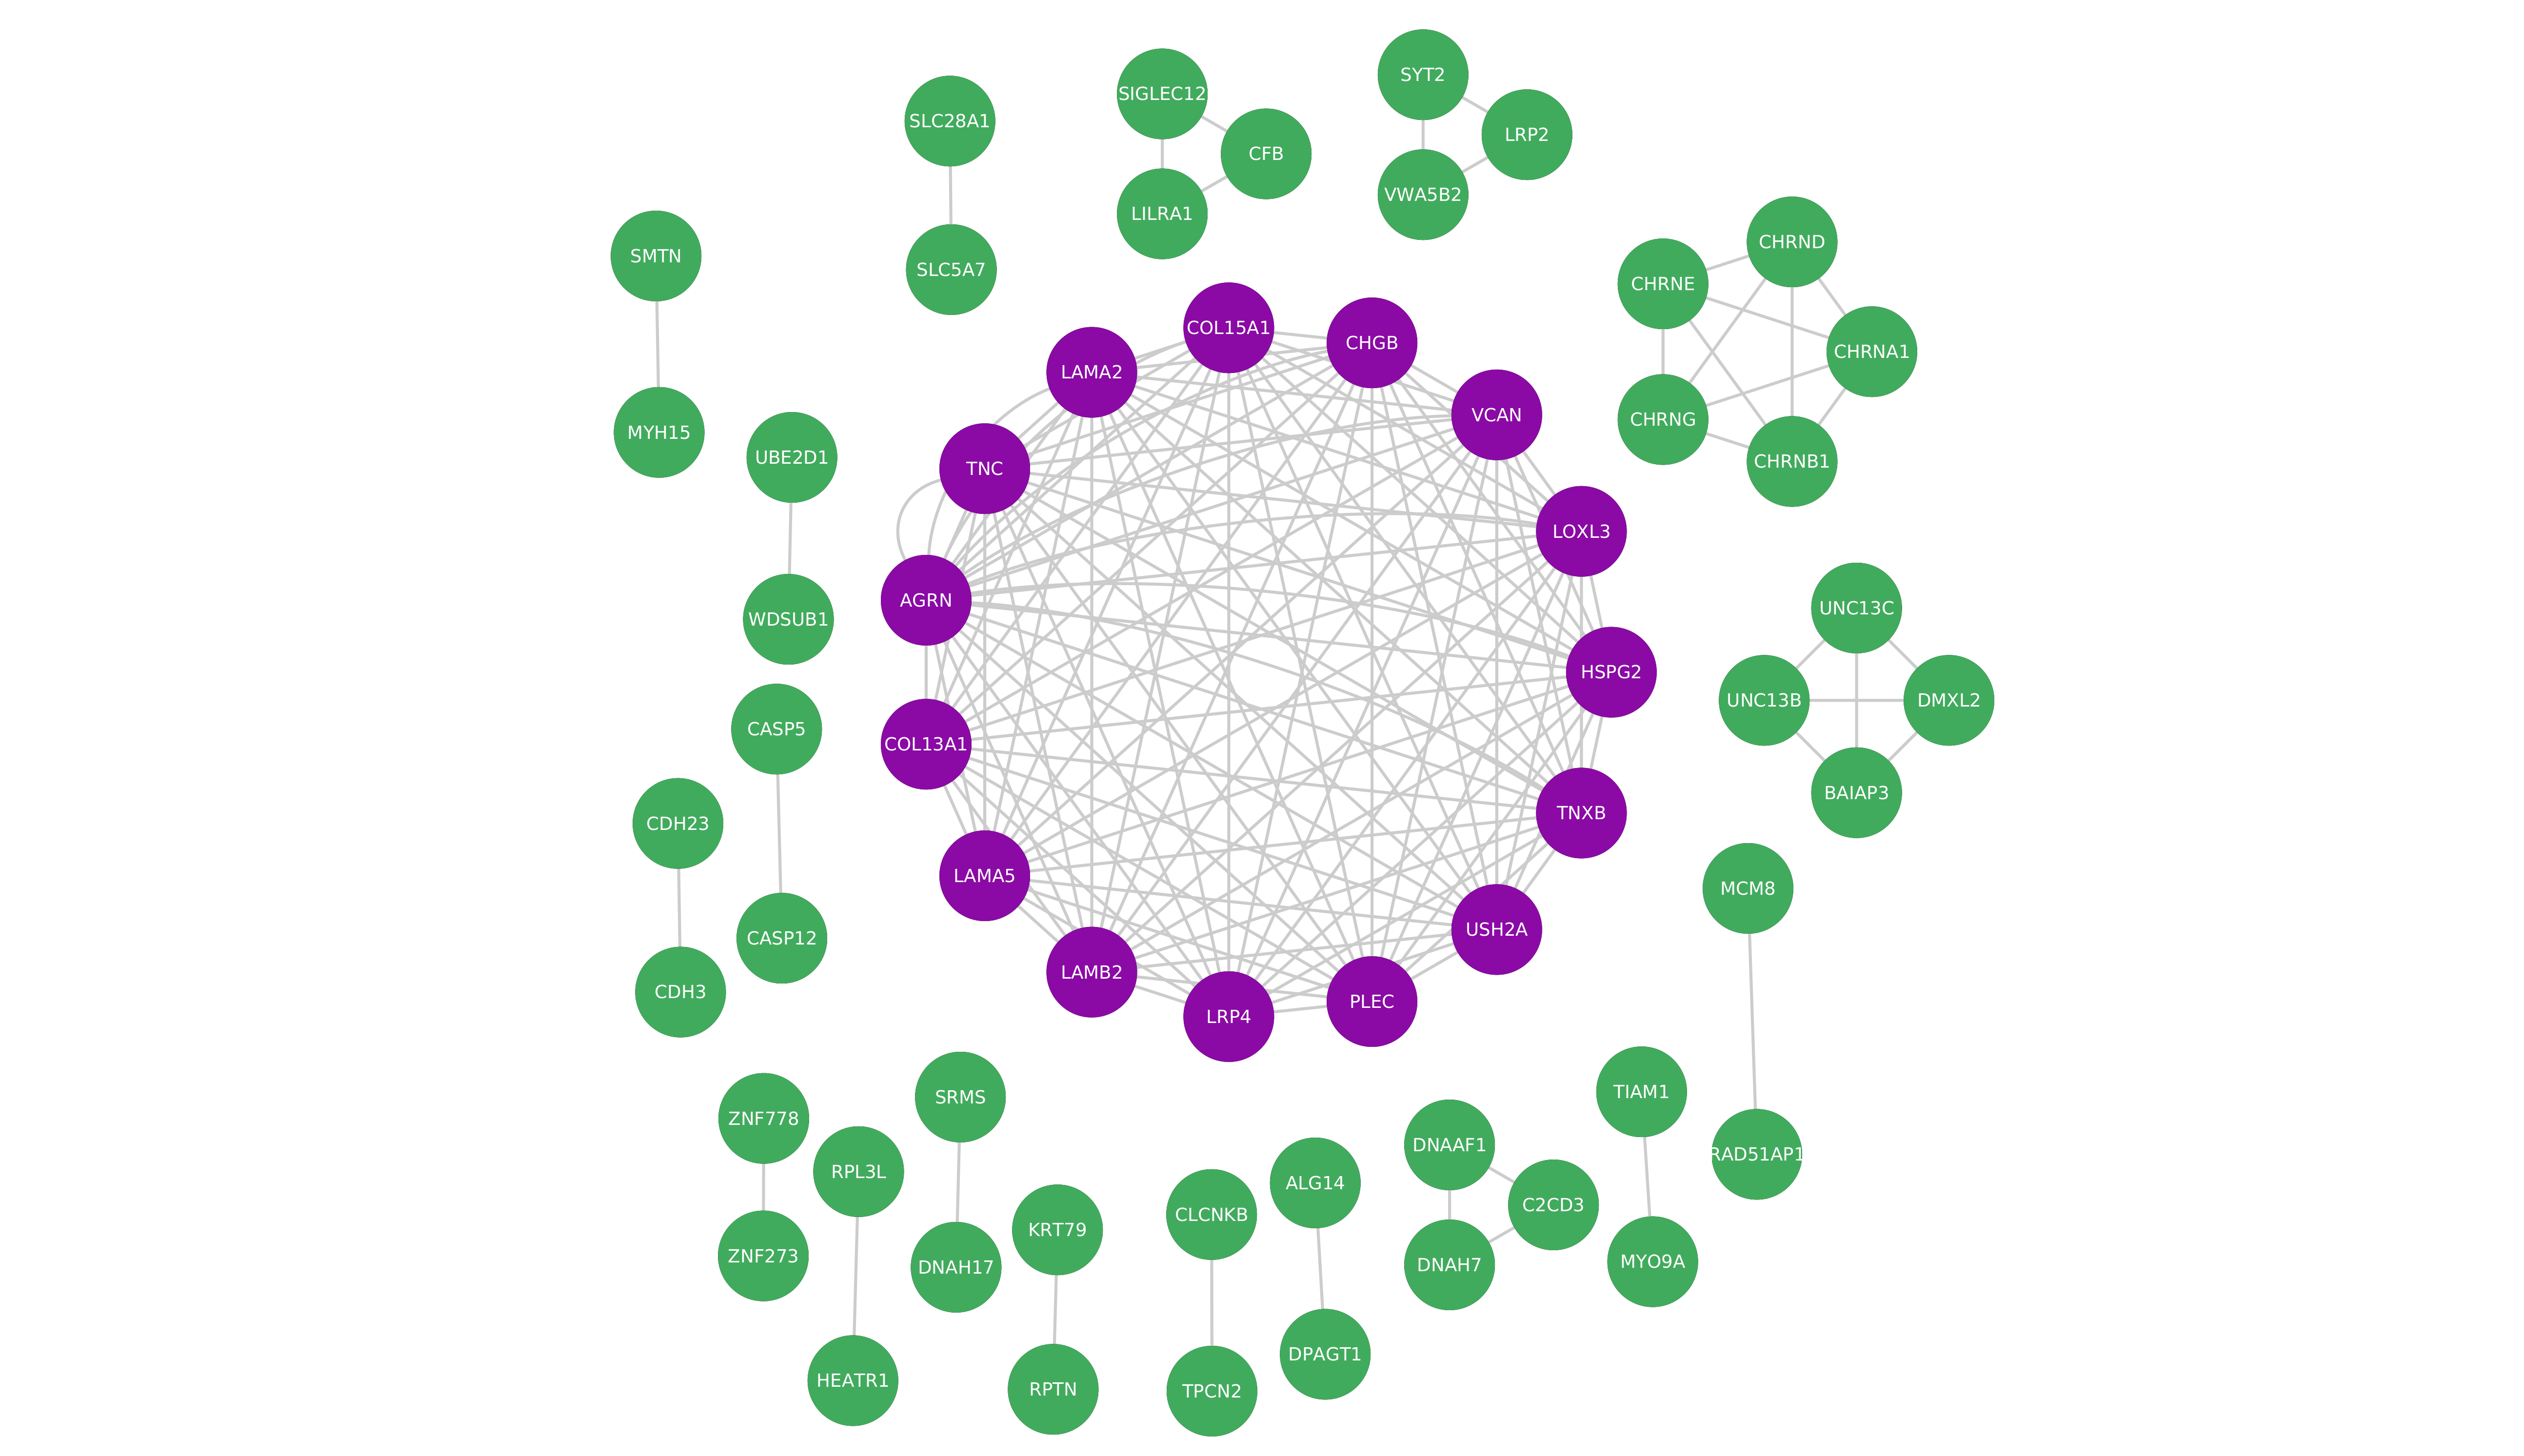 SYT2
SIGLEC12
SLC28A1
LRP2
CFB
VWA5B2
LILRA1
CHRND
SMTN
SLC5A7
CHRNE
COL15A1
CHGB
CHRNA1
LAMA2
VCAN
CHRNG
MYH15
UBE2D1
CHRNB1
TNC
LOXL3
AGRN
UNC13C
WDSUB1
HSPG2
UNC13B
DMXL2
CASP5
COL13A1
BAIAP3
TNXB
CDH23
LAMA5
MCM8
USH2A
CASP12
LAMB2
CDH3
PLEC
LRP4
TIAM1
SRMS
ZNF778
DNAAF1
RAD51AP1
RPL3L
ALG14
C2CD3
CLCNKB
KRT79
ZNF273
MYO9A
DNAH7
DNAH17
DPAGT1
HEATR1
RPTN
TPCN2